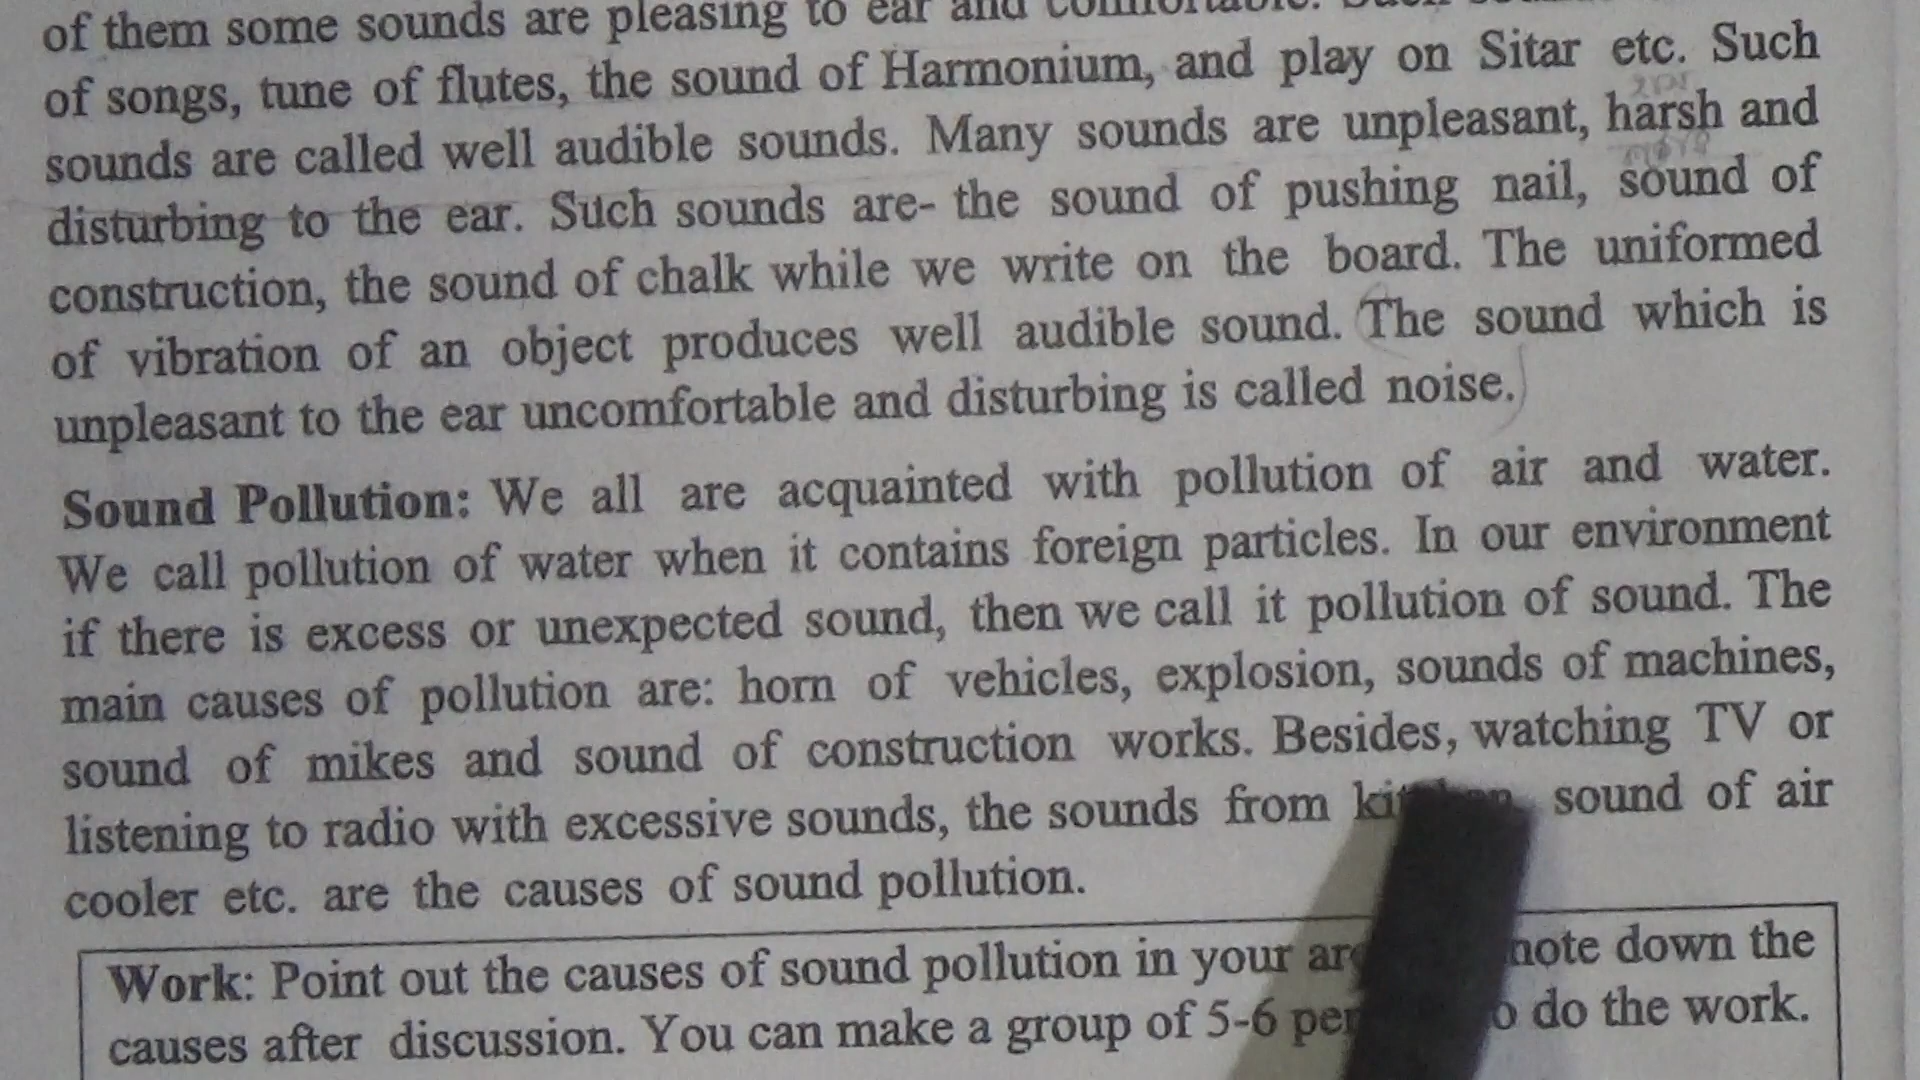 of them some sounds are pleasing to ear and comfortable. Such
of songs, tune of flutes, the sound of Harmonium, and play on Sitar etc. Such
sounds are called well audible sounds. Many sounds are unpleasant, harsh and
disturbing to the ear. Such sounds are- the sound of pushing nail, sound of
construction, the sound of chalk while we write on the board. The uniformed
of vibration of an object produces well audible sound. The sound which is
unpleasant to the ear uncomfortable and disturbing is called noise.
Sound Pollution: We all are acquainted with pollution of air and water.
We call pollution of water when it contains foreign particles. In our environment
if there is excess or unexpected sound, then we call it pollution of sound. The
main causes of pollution are: horn of vehicles, explosion, sounds of machines,
sound of mikes and sound of construction works. Besides, watching TV or
listening to radio with excessive sounds, the sounds from sound of air
cooler etc. are the causes of sound pollution.
Work: Point out the causes of sound pollution in your note down the
causes after discussion. You can make a group of 5-6 do the work.